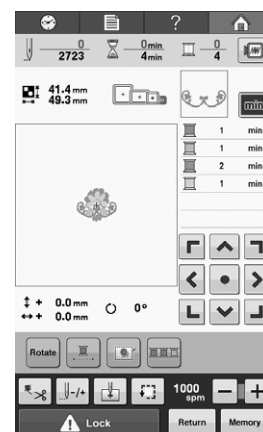 ?
0
2723
0 min
4 min
0
4
41.4 mm
49.3 mm
min
1 min
1 min
2 min
1 min
+ 0.0 mm
+ 0.0 mm
0°
Rotate
-/+
1000
spm
− +
Lock
Return
Memory